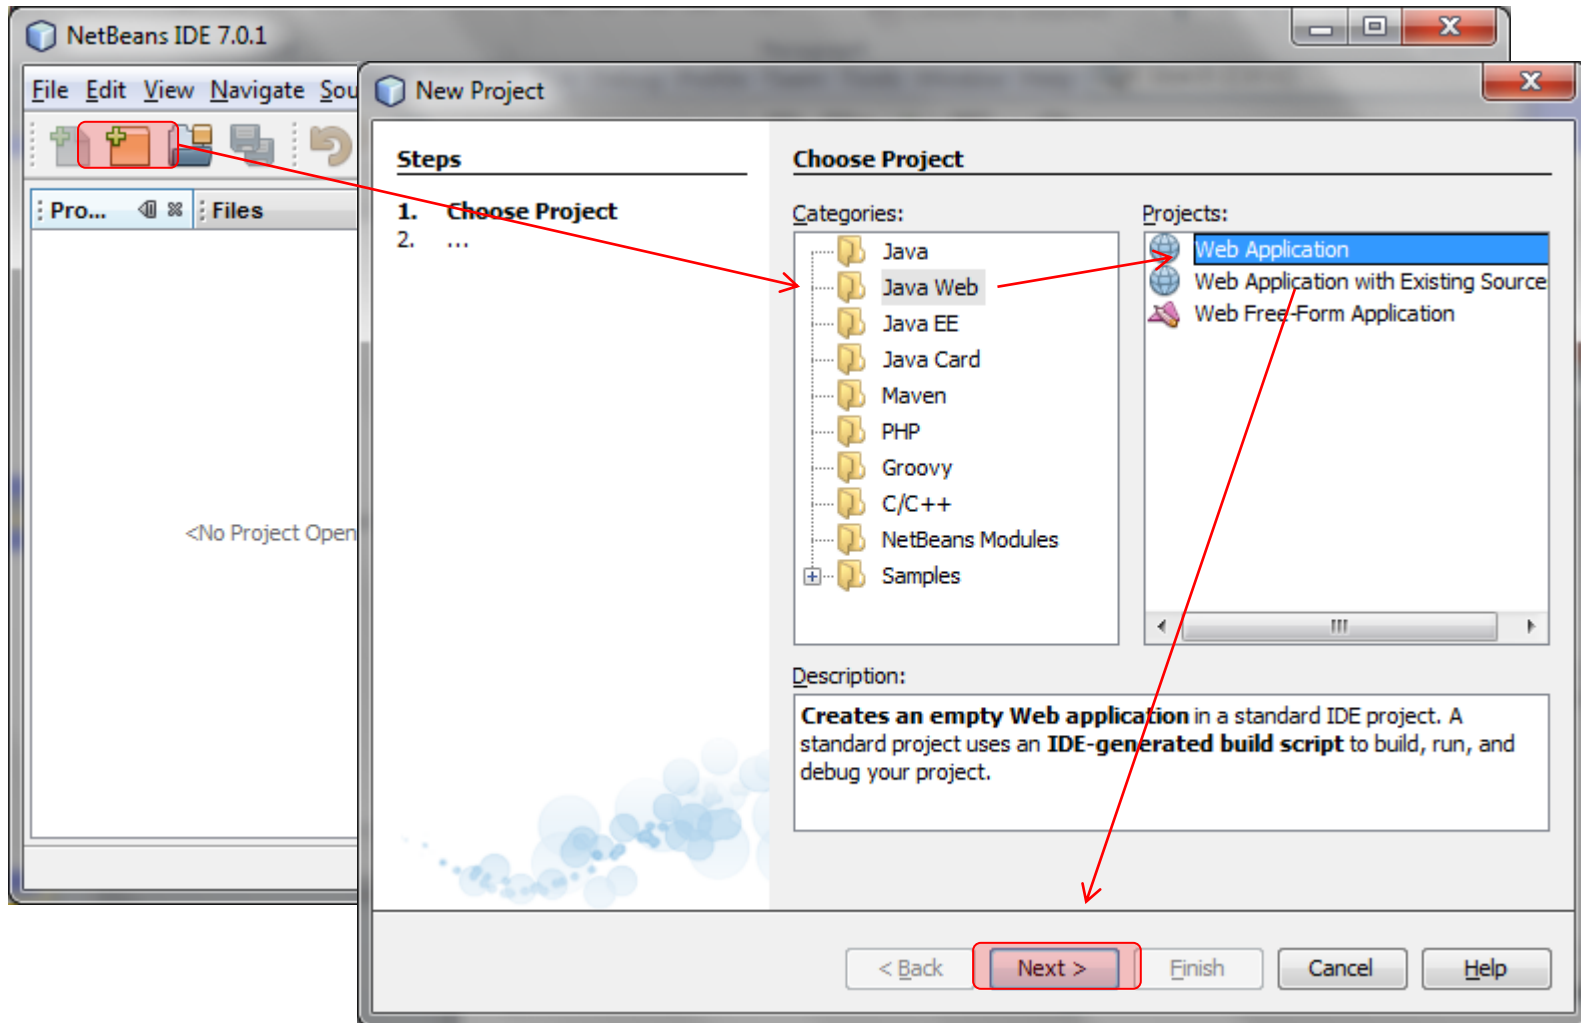 NetBeans IDE 7.0.1
File Edit View Navigate Sou
Pro... Files
<No Project Open
New Project
Steps
1. Choose Project
2. ...
Choose Project
Categories:
Java
Java Web
Java EE
Java Card
Maven
PHP
Groovy
C/C++
NetBeans Modules
Samples
Projects:
Web Application
Web Application with Existing Source
Web Free-Form Application
Description:
Creates an empty Web application in a standard IDE project. A
standard project uses an IDE-generated build script to build, run, and
debug your project.
< Back Next > Finish Cancel Help